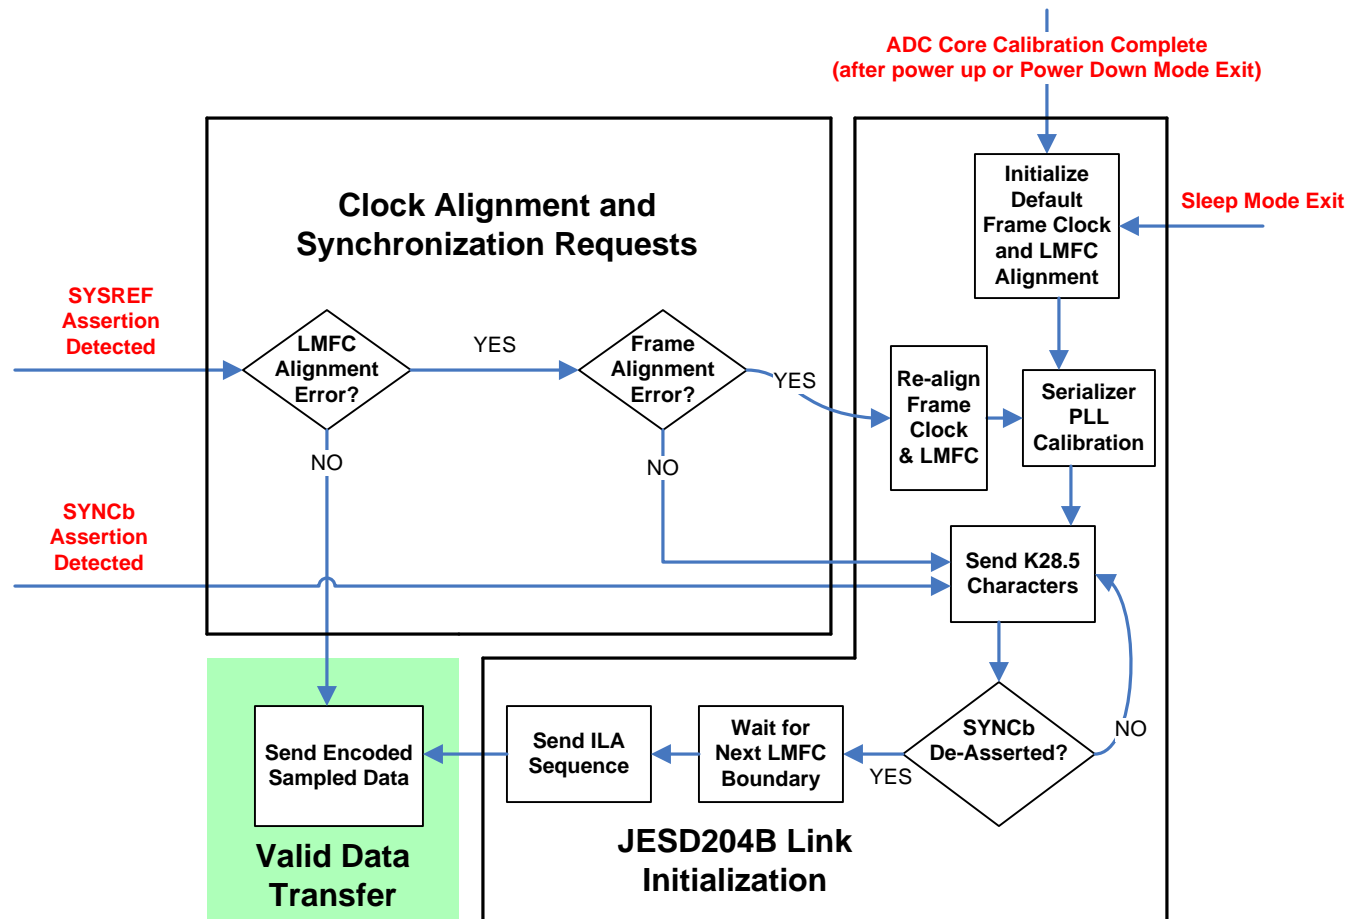 ADC Core Calibration Complete
(after power up or Power Down Mode Exit)
Clock Alignment and
Synchronization Requests
Initialize
Default
Frame Clock
and LMFC
Alignment
Sleep Mode Exit
SYSREF
Assertion
Detected
LMFC
Alignment
Error?
YES
Frame
Alignment
Error?
YES
Re-align
Frame
Clock
& LMFC
Serializer
PLL
Calibration
NO
NO
SYNCb
Assertion
Detected
Send K28.5
Characters
SYNCb
De-Asserted?
NO
YES
Wait for
Next LMFC
Boundary
Send ILA
Sequence
Send Encoded
Sampled Data
JESD204B Link
Initialization
Valid Data
Transfer